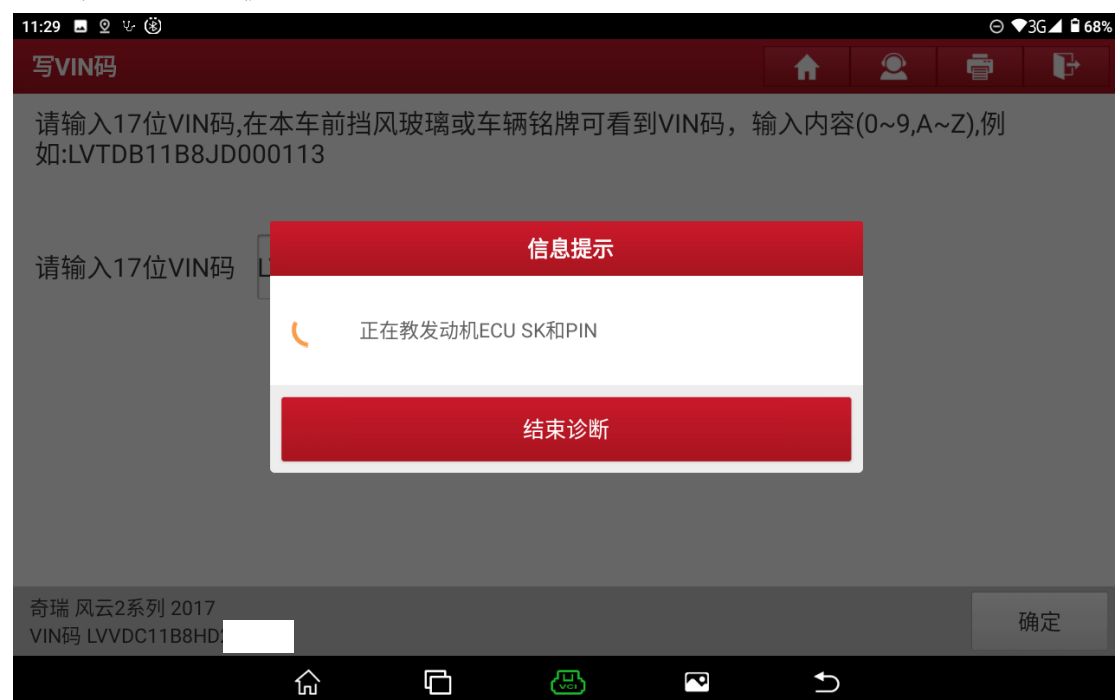 11:29
3G 68%
写VIN码
请输入17位VIN码,在本车前挡风玻璃或车辆铭牌可看到VIN码，输入内容(0~9,A~Z),例
如:LVTDB11B8JD000113
信息提示
请输入17位VIN码
正在教发动机ECU SK和PIN
结束诊断
奇瑞 风云2系列 2017
VIN码 LVVDC11B8HD
确定
VCI